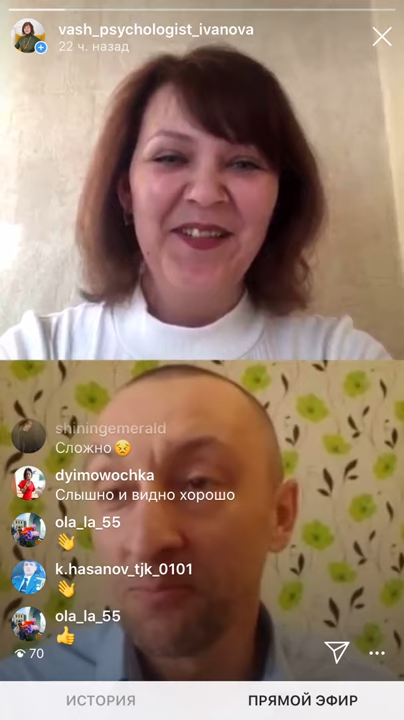 vash_psychologist_ivanova
22 ч. назад
shiningemerald
Сложно😣
dyimowochka
Слышно и видно хорошо
ola_la_55
👋
k.hasanov_tjk_0101
👋
ola_la_55
👍
70
ИСТОРИЯ
ПРЯМОЙ ЭФИР